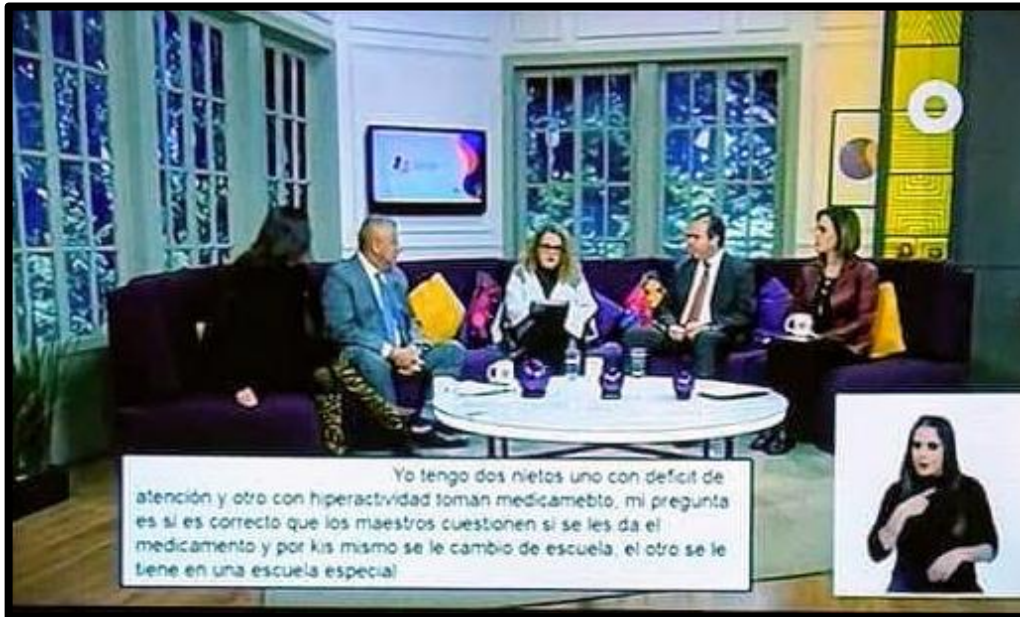 Yo tengo dos nietos uno con deficit de
atención y otro con hiperactividad toman medicamebto, mi pregunta
es si es correcto que los maestros cuestionen si se les da el
medicamento y por kis mismo se le cambio de escuela, el otro se le
tiene en una escuela especial